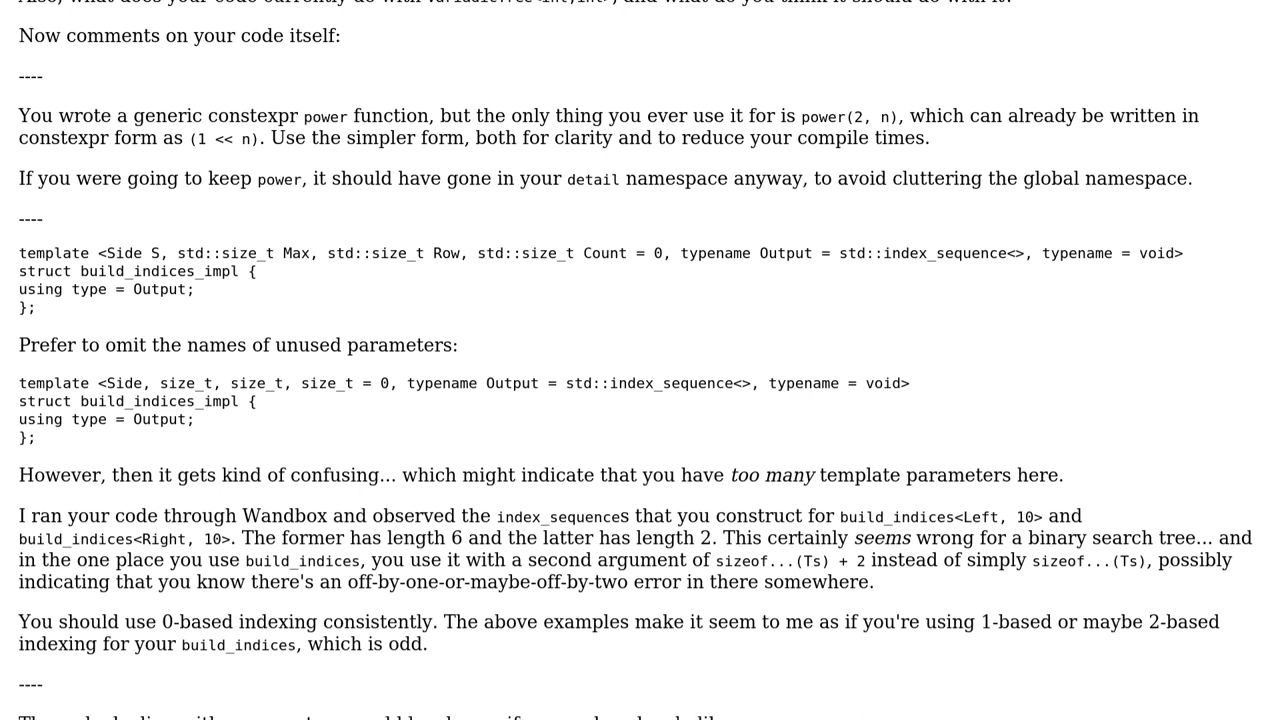 Now comments on your code itself:
----
You wrote a generic constexpr power function, but the only thing you ever use it for is power(2, n), which can already be written in
constexpr form as (1 << n). Use the simpler form, both for clarity and to reduce your compile times.
If you were going to keep power, it should have gone in your detail namespace anyway, to avoid cluttering the global namespace.
----
template <Side S, std::size_t Max, std::size_t Row, std::size_t Count = 0, typename Output = std::index_sequence<>, typename = void>
struct build_indices_impl {
using type = Output;
};
Prefer to omit the names of unused parameters:
template <Side, size_t, size_t, size_t = 0, typename Output = std::index_sequence<>, typename = void>
struct build_indices_impl {
using type = Output;
};
However, then it gets kind of confusing... which might indicate that you have too many template parameters here.
I ran your code through Wandbox and observed the index_sequences that you construct for build_indices<Left, 10> and
build_indices<Right, 10>. The former has length 6 and the latter has length 2. This certainly seems wrong for a binary search tree... and
in the one place you use build_indices, you use it with a second argument of sizeof...(Ts) + 2 instead of simply sizeof...(Ts), possibly
indicating that you know there's an off-by-one-or-maybe-off-by-two error in there somewhere.
You should use 0-based indexing consistently. The above examples make it seem to me as if you're using 1-based or maybe 2-based
indexing for your build_indices, which is odd.
----